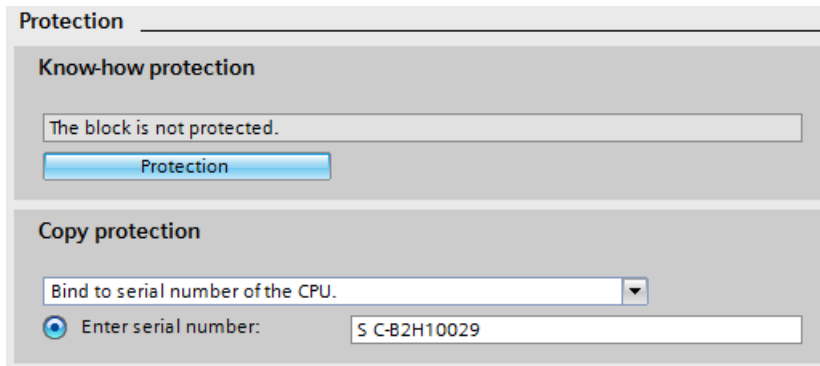 Protection
Know-how protection
The block is not protected.
Protection
Copy protection
Bind to serial number of the CPU.
Enter serial number: S C-B2H10029